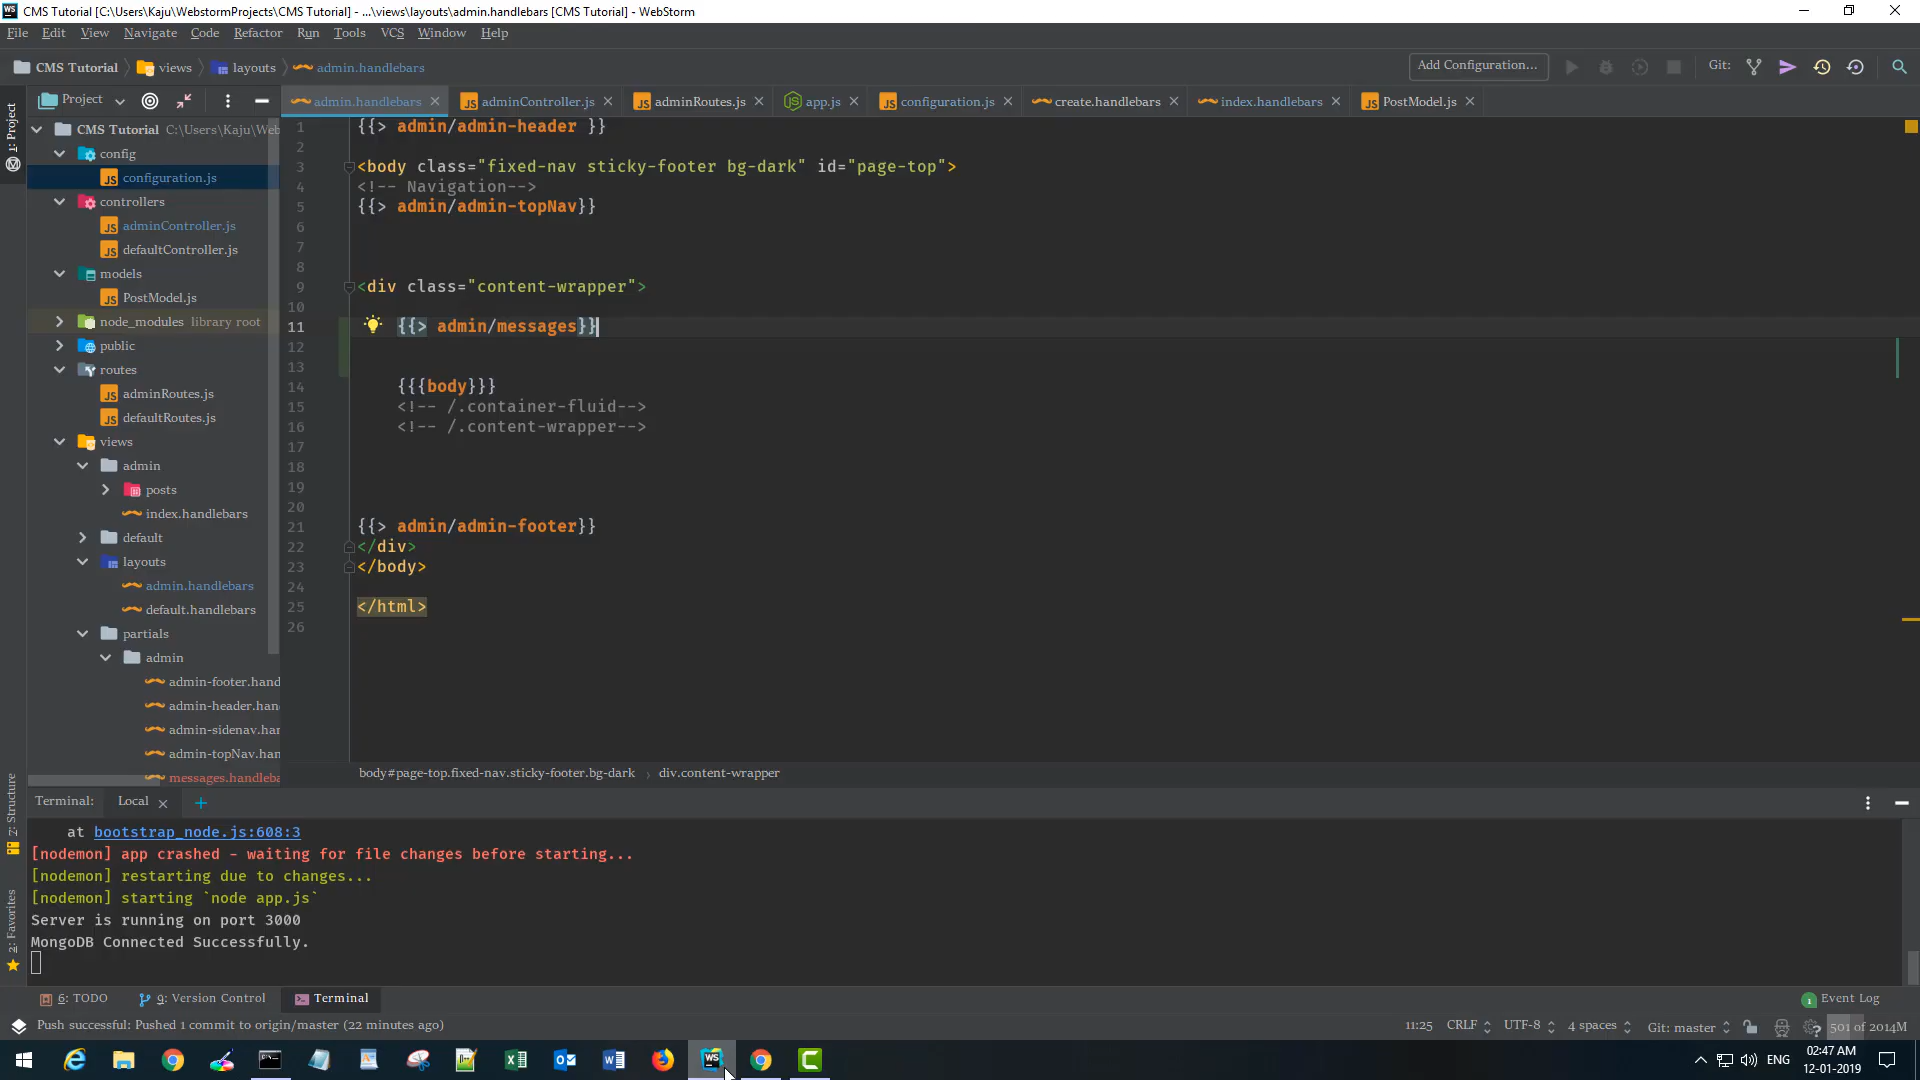 CMS Tutorial [C:\Users\Kaju\WebstormProjects\CMS Tutorial] - ...\views\layouts\admin.handlebars [CMS Tutorial] - WebStorm
File Edit View Navigate Code Refactor Run Tools VCS Window Help
CMS Tutorial views layouts admin.handlebars Add Configuration... Git:
Project admin.handlebars adminController.js adminRoutes.js app.js configuration.js create.handlebars index.handlebars PostModel.js
1: Project
CMS Tutorial C:\Users\Kaju\Web
config
configuration.js
controllers
adminController.js
defaultController.js
models
PostModel.js
node_modules library root
public
routes
adminRoutes.js
defaultRoutes.js
views
admin
posts
index.handlebars
default
layouts
admin.handlebars
default.handlebars
partials
admin
admin-footer.hand
admin-header.han
admin-sidenav.har
admin-topNav.han
messages.handleba
1 {{> admin/admin-header }}
2
3 <body class="fixed-nav sticky-footer bg-dark" id="page-top">
4 <!-- Navigation-->
5 {{> admin/admin-topNav}}
6
7
8
9 <div class="content-wrapper">
10
11 {{> admin/messages}}
12
13
14 {{{body}}}
15 <!-- /.container-fluid-->
16 <!-- /.content-wrapper-->
17
18
19
20
21 {{> admin/admin-footer}}
22 </div>
23 </body>
24
25 </html>
26
body#page-top.fixed-nav.sticky-footer.bg-dark › div.content-wrapper
Z: Structure
2: Favorites
Terminal: Local
at bootstrap_node.js:608:3
[nodemon] app crashed - waiting for file changes before starting...
[nodemon] restarting due to changes...
[nodemon] starting `node app.js`
Server is running on port 3000
MongoDB Connected Successfully.
6: TODO 9: Version Control Terminal 1 Event Log
Push successful: Pushed 1 commit to origin/master (22 minutes ago) 11:25 CRLF UTF-8 4 spaces Git: master 501 of 2014M
ENG 02:47 AM
12-01-2019